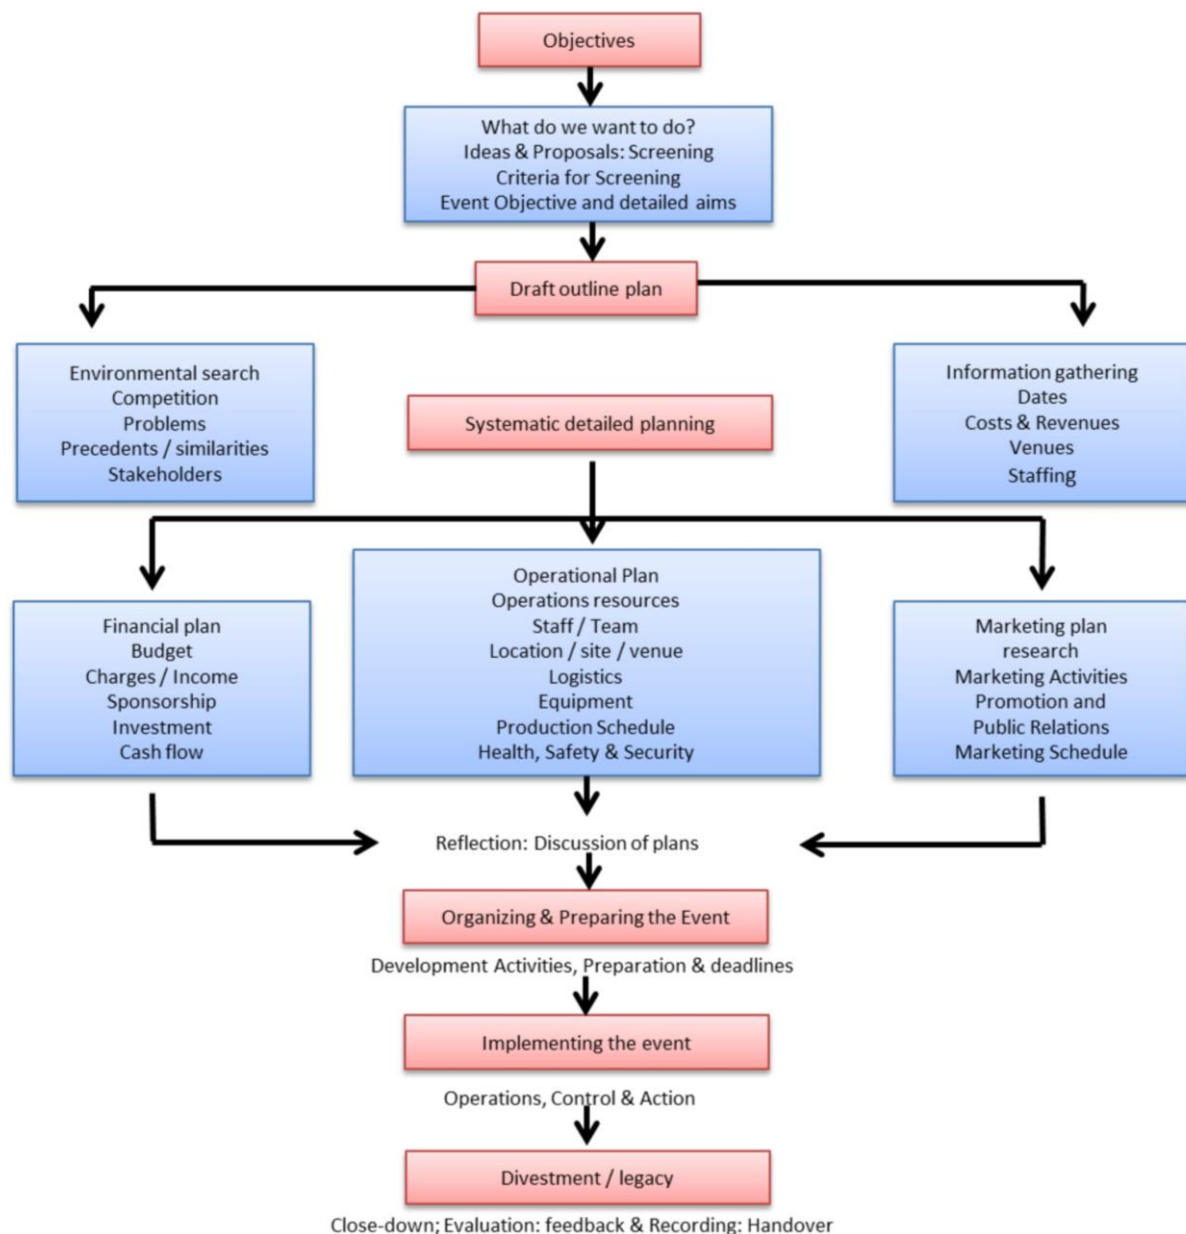 Objectives
What do we want to do?
Ideas & Proposals: Screening
Criteria for Screening
Event Objective and detailed aims
Draft outline plan
Environmental search
Competition
Problems
Precedents / similarities
Stakeholders
Systematic detailed planning
Information gathering
Dates
Costs & Revenues
Venues
Staffing
Financial plan
Budget
Charges / Income
Sponsorship
Investment
Cash flow
Operational Plan
Operations resources
Staff / Team
Location / site / venue
Logistics
Equipment
Production Schedule
Health, Safety & Security
Marketing plan
research
Marketing Activities
Promotion and
Public Relations
Marketing Schedule
Reflection: Discussion of plans
Organizing & Preparing the Event
Development Activities, Preparation & deadlines
Implementing the event
Operations, Control & Action
Divestment / legacy
Close-down; Evaluation: feedback & Recording: Handover